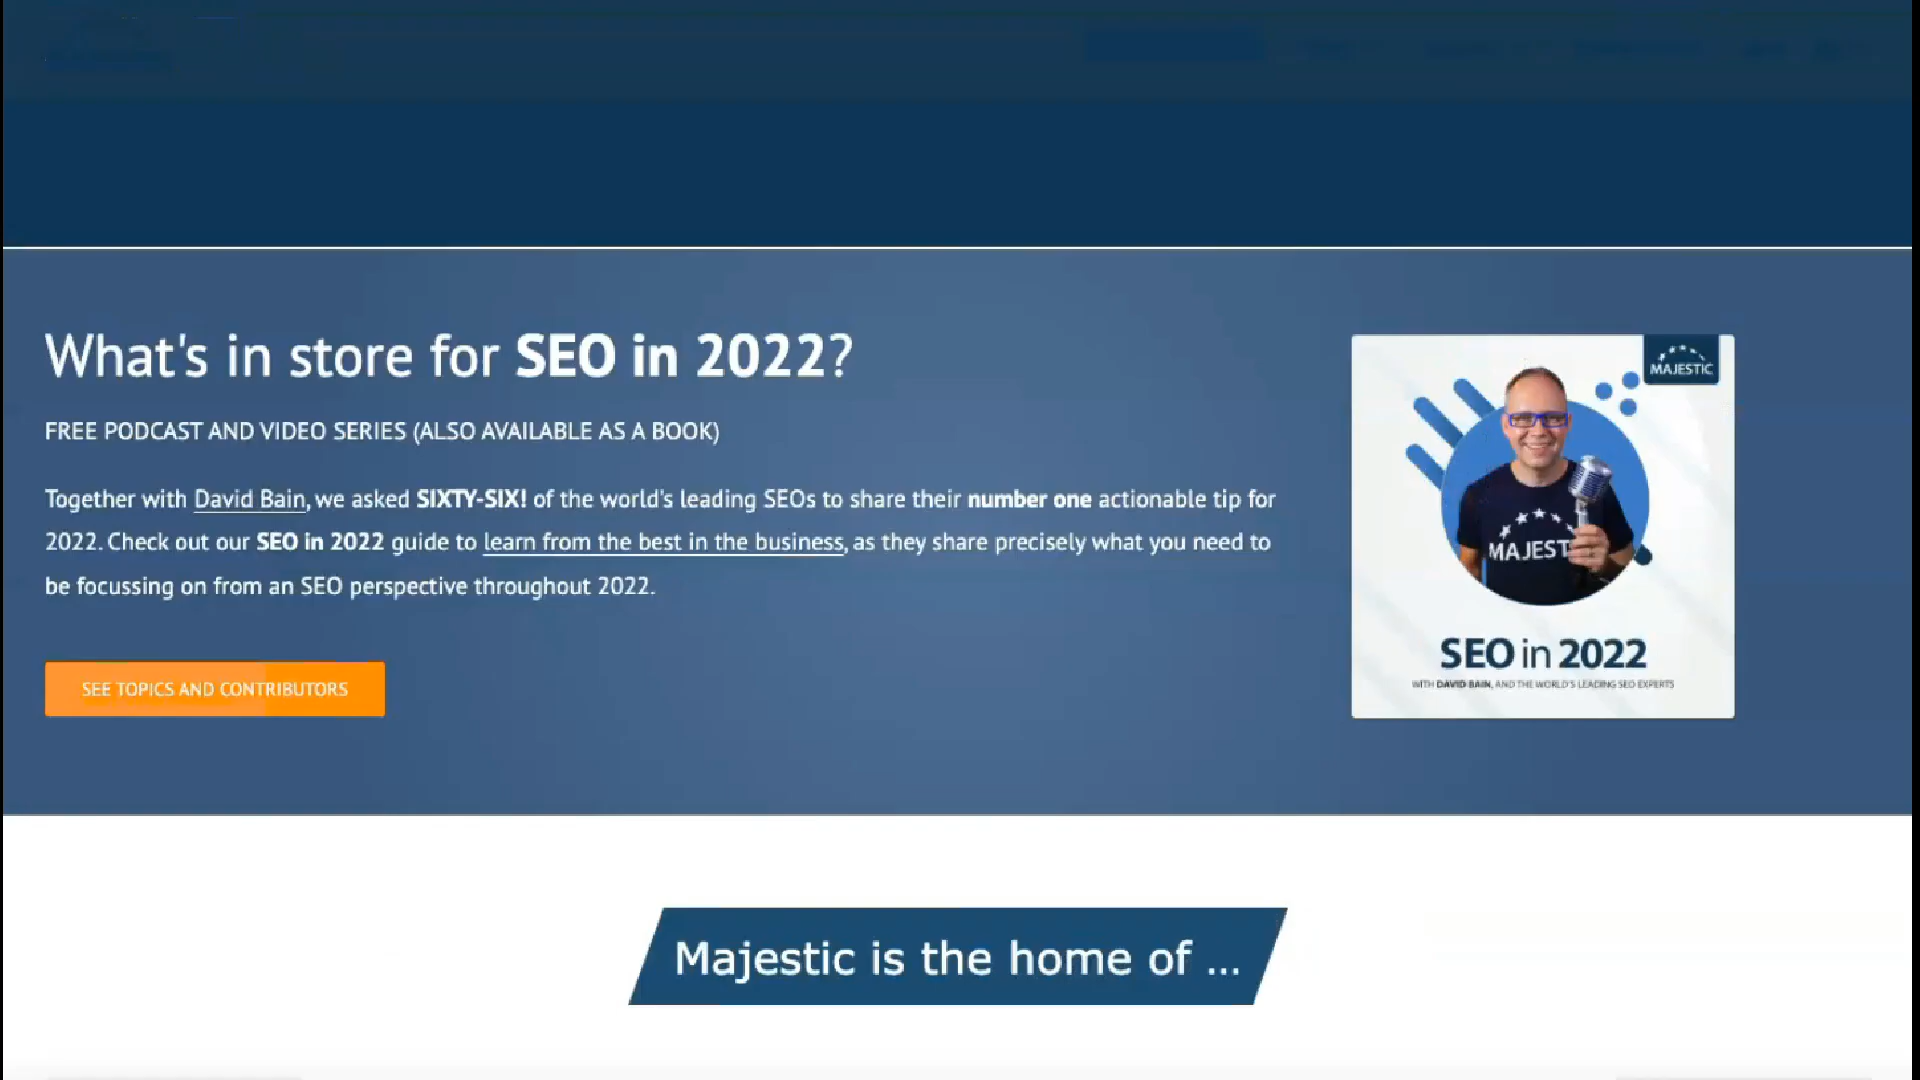 What's in store for SEO in 2022?
FREE PODCAST AND VIDEO SERIES (ALSO AVAILABLE AS A BOOK)
Together with David Bain, we asked SIXTY-SIX! of the world's leading SEOs to share their number one actionable tip for
2022. Check out our SEO in 2022 guide to learn from the best in the business, as they share precisely what you need to
be focussing on from an SEO perspective throughout 2022.
SEE TOPICS AND CONTRIBUTORS
MAJESTIC
MAJEST
SEO in 2022
WITH DAVID BAIN, AND THE WORLD'S LEADING SEO EXPERTS
Majestic is the home of ...